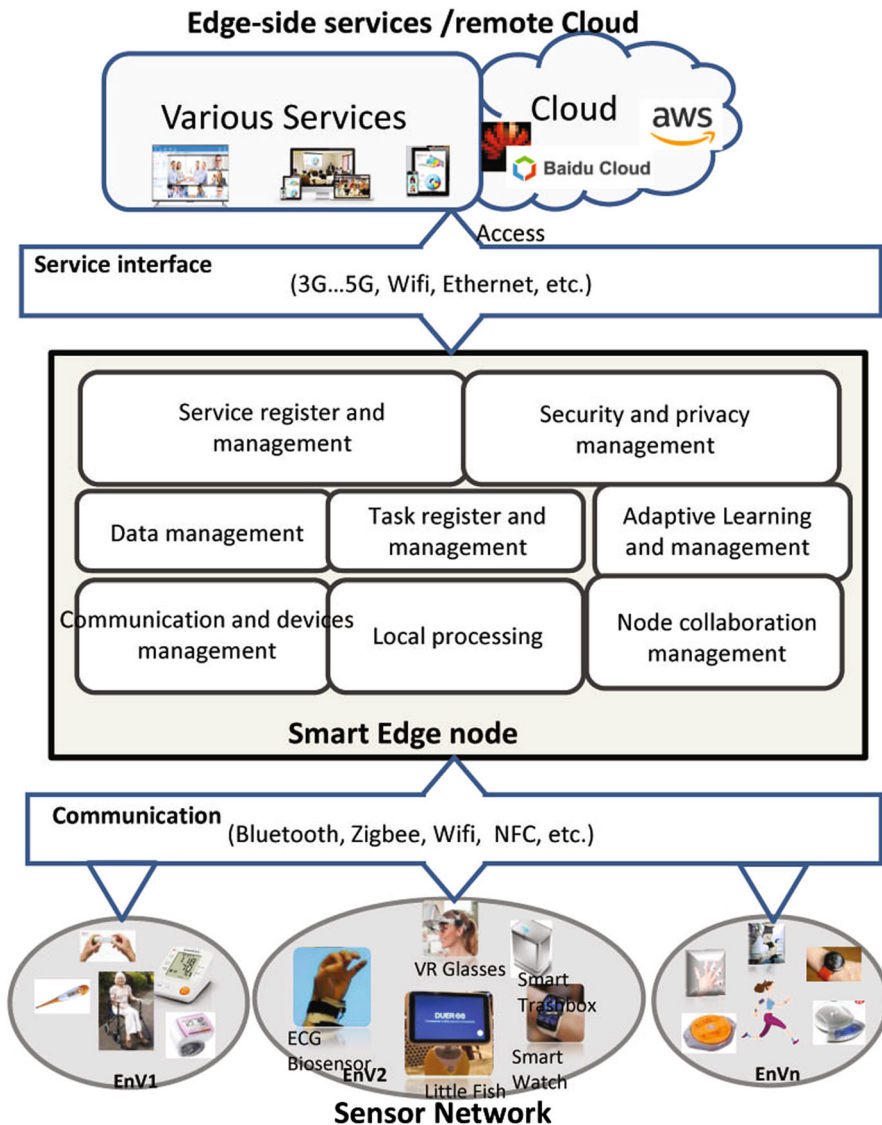 Edge-side services /remote Cloud
Various Services
Cloud
aws
Baidu Cloud
Access
Service interface
(3G...5G, Wifi, Ethernet, etc.)
Service register and
management
Security and privacy
management
Data management
Task register and
management
Adaptive Learning
and management
Communication and devices
management
Local processing
Node collaboration
management
Smart Edge node
Communication
(Bluetooth, Zigbee, Wifi, NFC, etc.)
EnV1
ECG
Biosensor
VR Glasses
Smart
Trashbox
DUER
Smart
Watch
Little Fish
EnV2
EnVn
Sensor Network